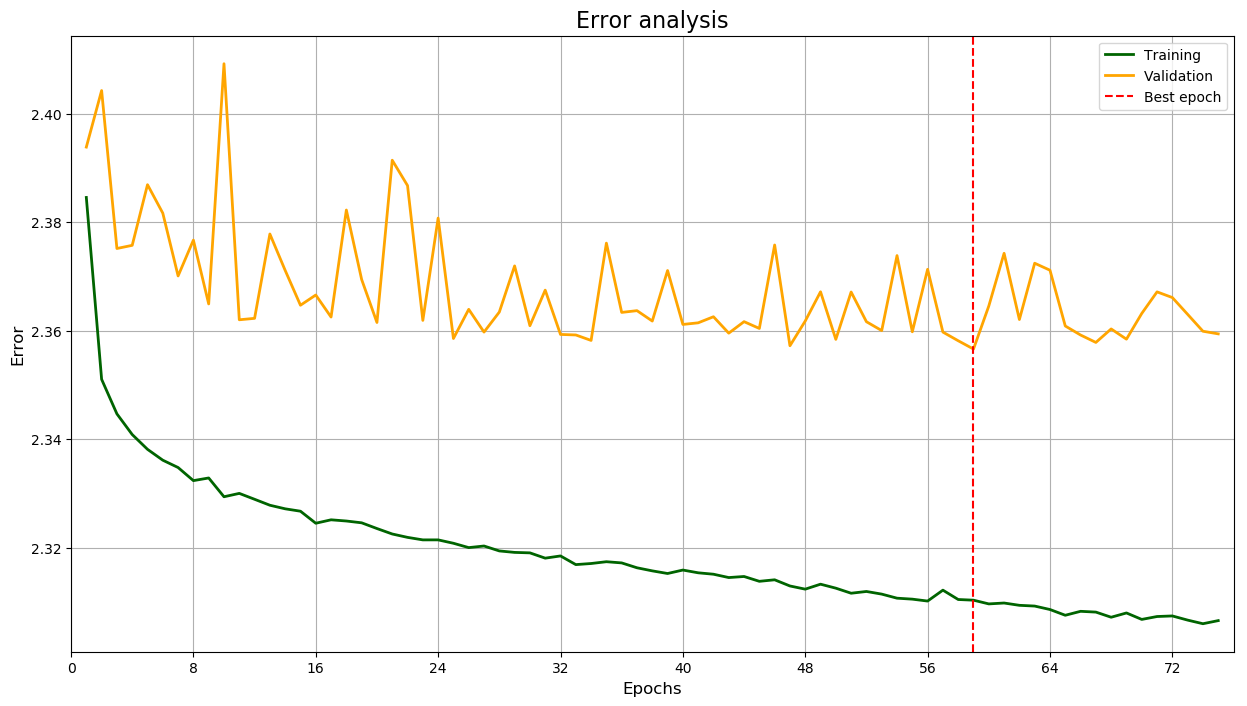 Error analysis
Training
Validation
Best epoch
2.40
2.38
2.36
2.34
2.32
Error
0 8 16 24 32 40 48 56 64 72
Epochs